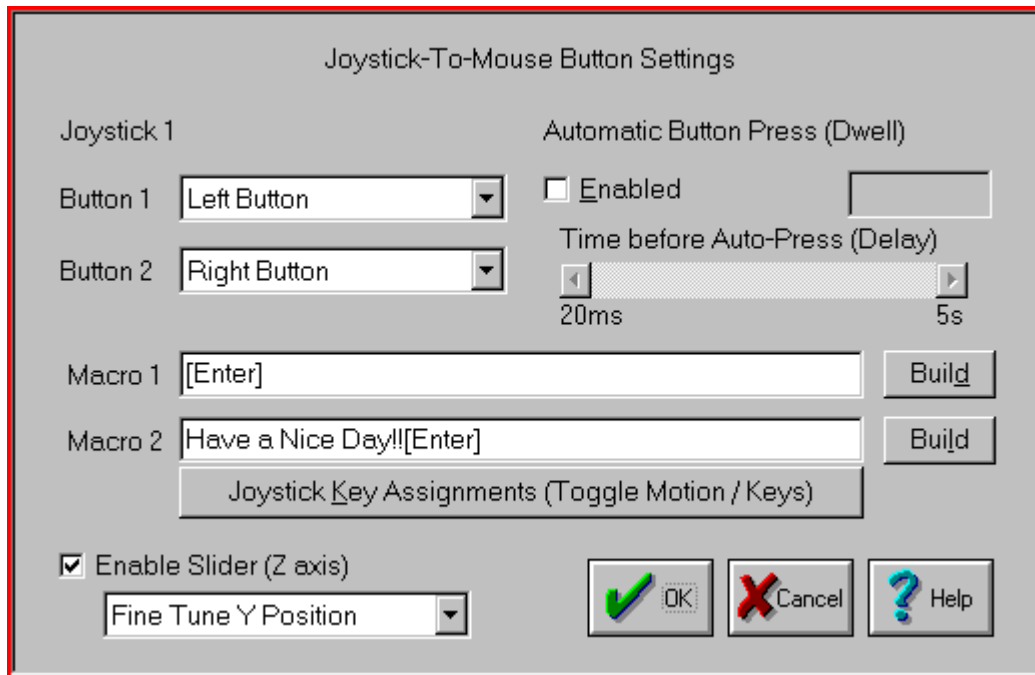 Joystick-To-Mouse Button Settings
Joystick 1
Automatic Button Press (Dwell)
Button 1
Left Button
Enabled
Button 2
Right Button
Time before Auto-Press (Delay)
20ms
5s
Macro 1
[Enter]
Build
Macro 2
Have a Nice Day!![Enter]
Build
Joystick Key Assignments (Toggle Motion / Keys)
Enable Slider (Z axis)
Fine Tune Y Position
OK
Cancel
Help